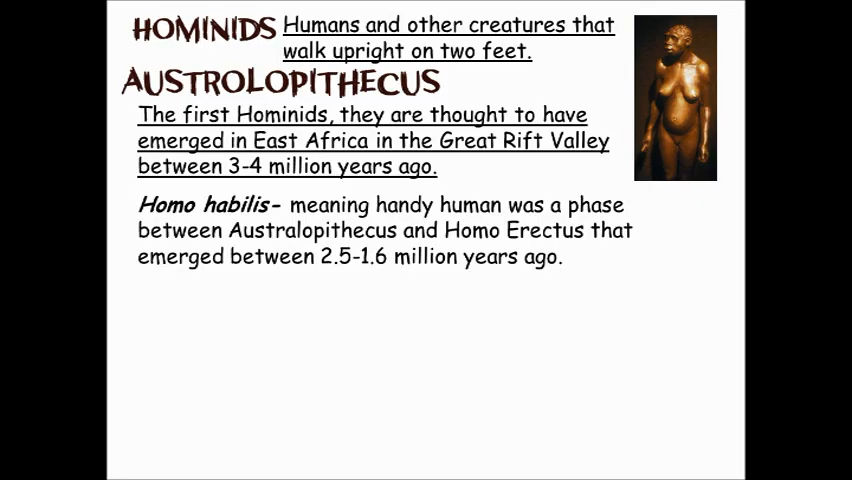 HOMINIDS Humans and other creatures that
walk upright on two feet.
AUSTROLOPITHECUS
The first Hominids, they are thought to have
emerged in East Africa in the Great Rift Valley
between 3-4 million years ago.
Homo habilis- meaning handy human was a phase
between Australopithecus and Homo Erectus that
emerged between 2.5-1.6 million years ago.